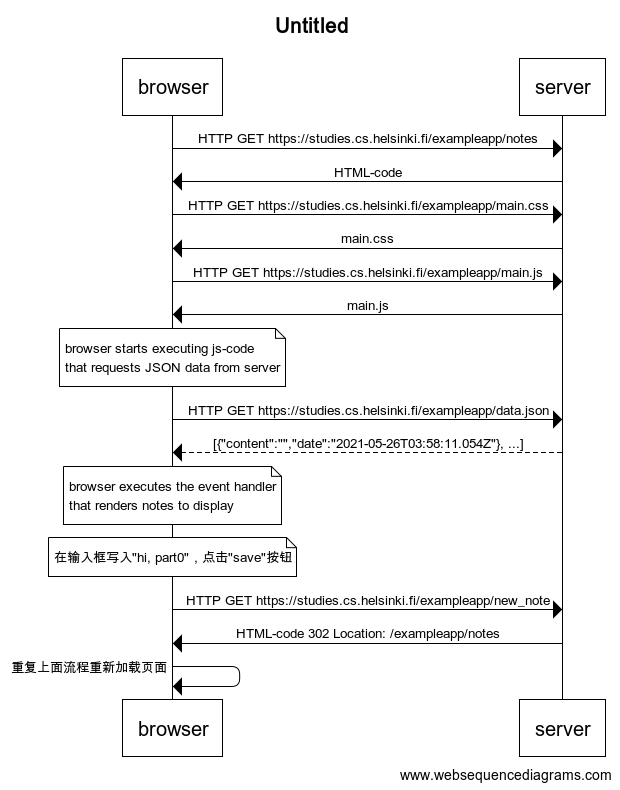 Untitled
browser
server
HTTP GET https://studies.cs.helsinki.fi/exampleapp/notes
HTML-code
HTTP GET https://studies.cs.helsinki.fi/exampleapp/main.css
main.css
HTTP GET https://studies.cs.helsinki.fi/exampleapp/main.js
main.js
browser starts executing js-code
that requests JSON data from server
HTTP GET https://studies.cs.helsinki.fi/exampleapp/data.json
[{"content":"","date":"2021-05-26T03:58:11.054Z"}, ...]
browser executes the event handler
that renders notes to display
在输入框写入"hi, part0"，点击"save"按钮
HTTP GET https://studies.cs.helsinki.fi/exampleapp/new_note
HTML-code 302 Location: /exampleapp/notes
重复上面流程重新加载页面
browser
server
www.websequencediagrams.com